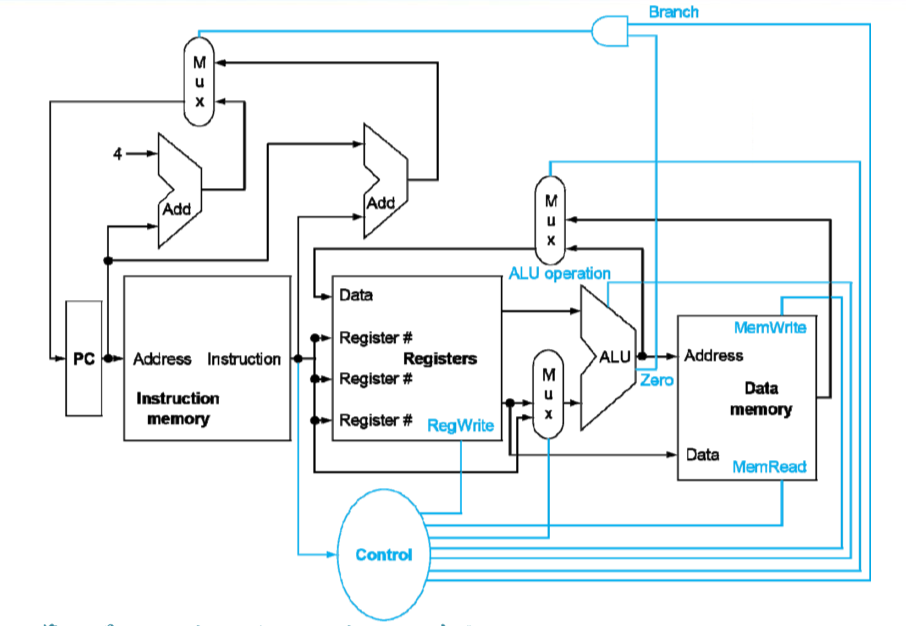 Branch
M
u
x
4
Add
Add
M
u
x
ALU operation
Data
Register #
Registers
Register #
Register #
RegWrite
PC
Address Instruction
Instruction
memory
M
u
x
ALU
Zero
MemWrite
Address
Data
memory
Data
MemRead
Control